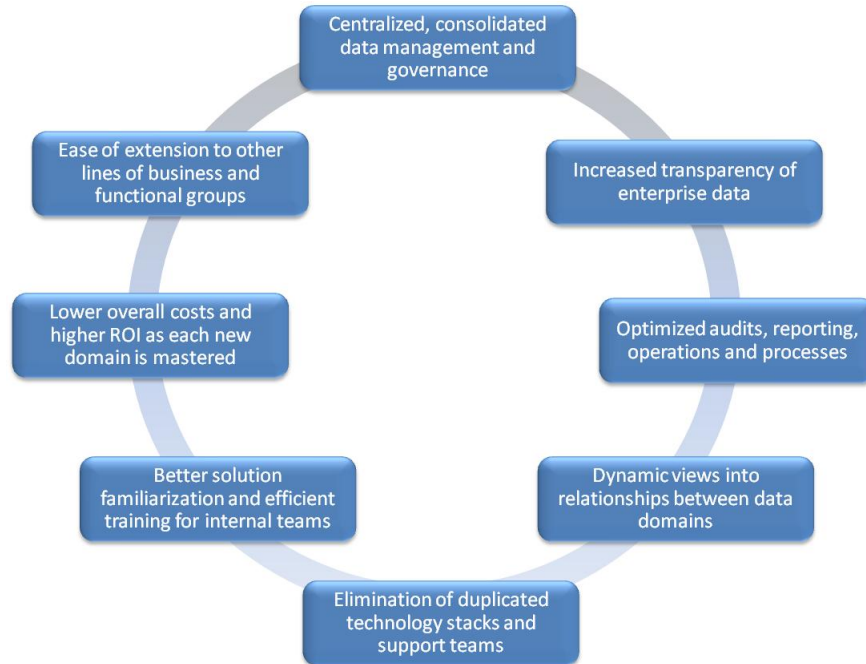 Centralized, consolidated
data management and
governance
Increased transparency of
enterprise data
Optimized audits, reporting,
operations and processes
Dynamic views into
relationships between data
domains
Elimination of duplicated
technology stacks and
support teams
Better solution
familiarization and efficient
training for internal teams
Lower overall costs and
higher ROI as each new
domain is mastered
Ease of extension to other
lines of business and
functional groups